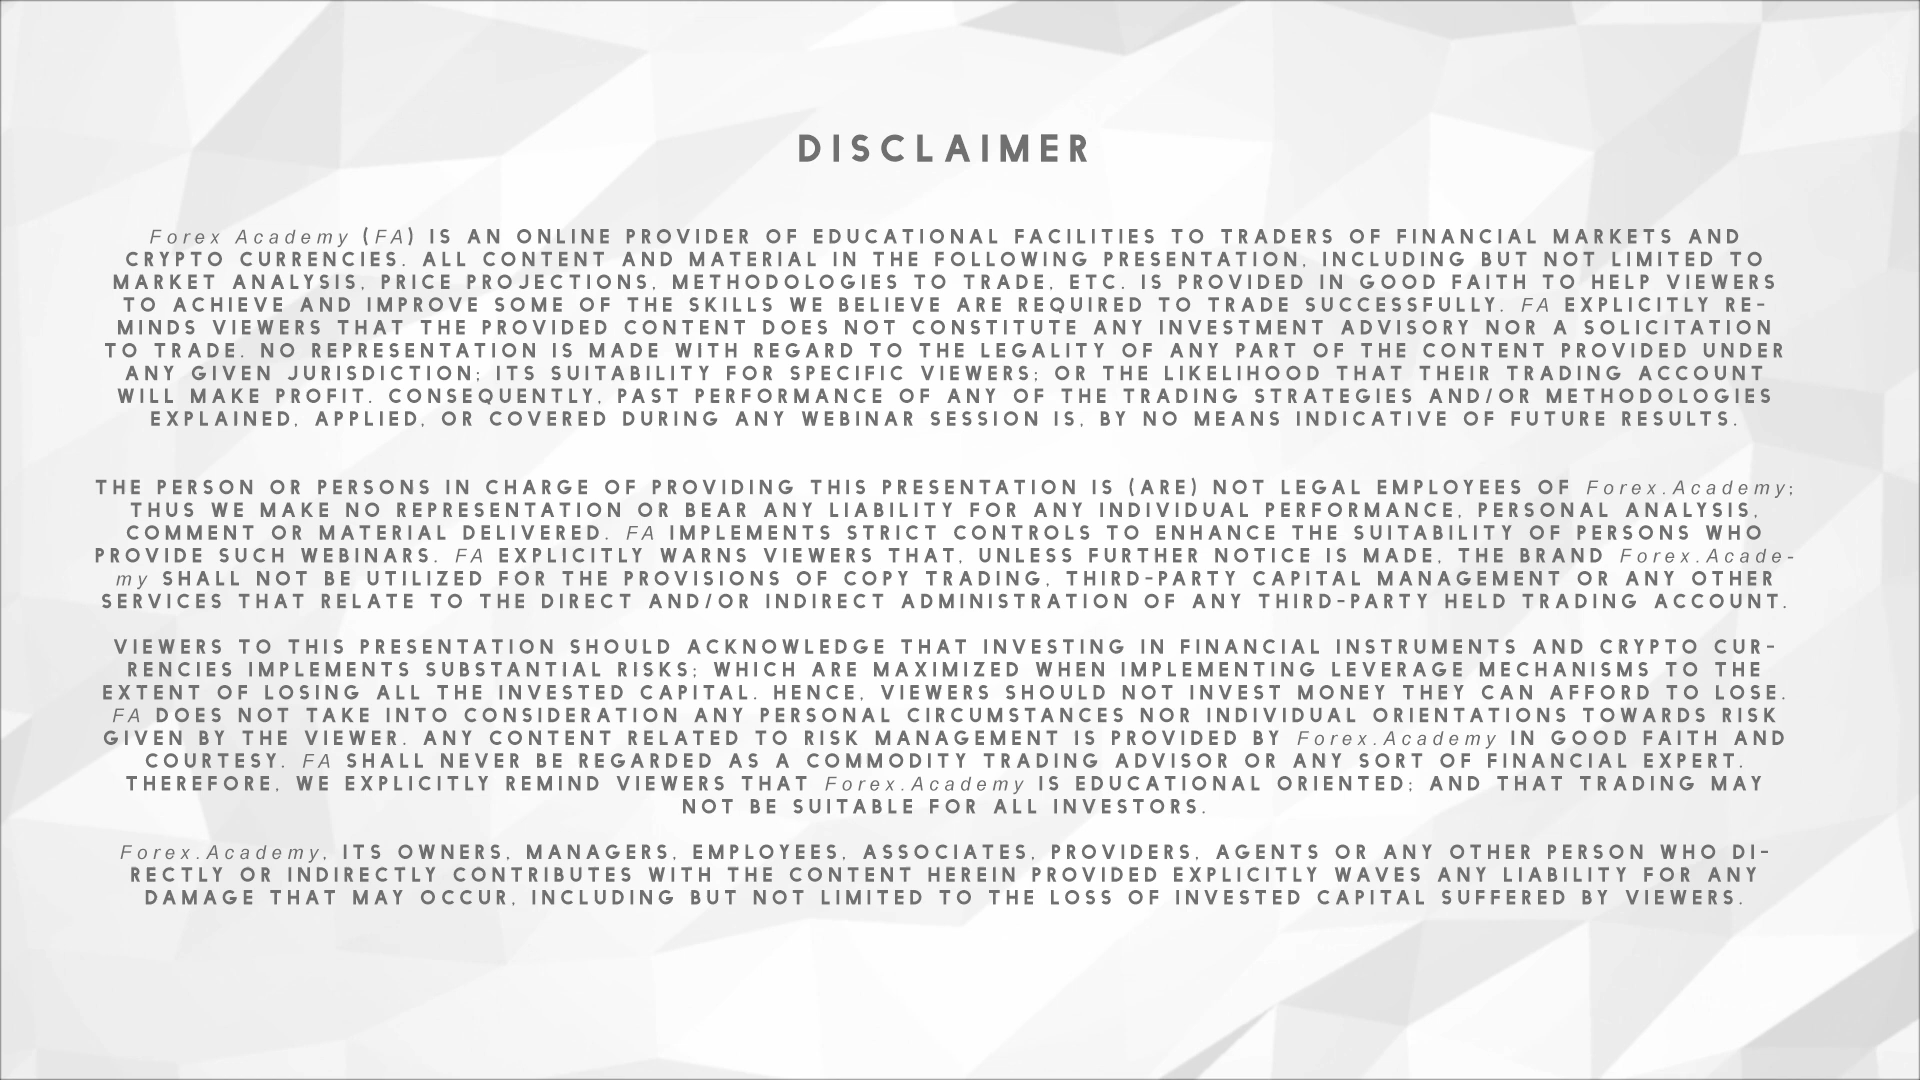 DISCLAIMER
Forex Academy (FA) IS AN ONLINE PROVIDER OF EDUCATIONAL FACILITIES TO TRADERS OF FINANCIAL MARKETS AND
CRYPTO CURRENCIES. ALL CONTENT AND MATERIAL IN THE FOLLOWING PRESENTATION, INCLUDING BUT NOT LIMITED TO
MARKET ANALYSIS, PRICE PROJECTIONS, METHODOLOGIES TO TRADE, ETC. IS PROVIDED IN GOOD FAITH TO HELP VIEWERS
TO ACHIEVE AND IMPROVE SOME OF THE SKILLS WE BELIEVE ARE REQUIRED TO TRADE SUCCESSFULLY. FA EXPLICITLY RE-
MINDS VIEWERS THAT THE PROVIDED CONTENT DOES NOT CONSTITUTE ANY INVESTMENT ADVISORY NOR A SOLICITATION
TO TRADE. NO REPRESENTATION IS MADE WITH REGARD TO THE LEGALITY OF ANY PART OF THE CONTENT PROVIDED UNDER
ANY GIVEN JURISDICTION; ITS SUITABILITY FOR SPECIFIC VIEWERS; OR THE LIKELIHOOD THAT THEIR TRADING ACCOUNT
WILL MAKE PROFIT. CONSEQUENTLY, PAST PERFORMANCE OF ANY OF THE TRADING STRATEGIES AND/OR METHODOLOGIES
EXPLAINED, APPLIED, OR COVERED DURING ANY WEBINAR SESSION IS, BY NO MEANS INDICATIVE OF FUTURE RESULTS.
THE PERSON OR PERSONS IN CHARGE OF PROVIDING THIS PRESENTATION IS (ARE) NOT LEGAL EMPLOYEES OF Forex.Academy;
THUS WE MAKE NO REPRESENTATION OR BEAR ANY LIABILITY FOR ANY INDIVIDUAL PERFORMANCE, PERSONAL ANALYSIS,
COMMENT OR MATERIAL DELIVERED. FA IMPLEMENTS STRICT CONTROLS TO ENHANCE THE SUITABILITY OF PERSONS WHO
PROVIDE SUCH WEBINARS. FA EXPLICITLY WARNS VIEWERS THAT, UNLESS FURTHER NOTICE IS MADE, THE BRAND Forex.Acade-
my SHALL NOT BE UTILIZED FOR THE PROVISIONS OF COPY TRADING, THIRD-PARTY CAPITAL MANAGEMENT OR ANY OTHER
SERVICES THAT RELATE TO THE DIRECT AND/OR INDIRECT ADMINISTRATION OF ANY THIRD-PARTY HELD TRADING ACCOUNT.
VIEWERS TO THIS PRESENTATION SHOULD ACKNOWLEDGE THAT INVESTING IN FINANCIAL INSTRUMENTS AND CRYPTO CUR-
RENCIES IMPLEMENTS SUBSTANTIAL RISKS; WHICH ARE MAXIMIZED WHEN IMPLEMENTING LEVERAGE MECHANISMS TO THE
EXTENT OF LOSING ALL THE INVESTED CAPITAL. HENCE, VIEWERS SHOULD NOT INVEST MONEY THEY CAN AFFORD TO LOSE.
FA DOES NOT TAKE INTO CONSIDERATION ANY PERSONAL CIRCUMSTANCES NOR INDIVIDUAL ORIENTATIONS TOWARDS RISK
GIVEN BY THE VIEWER. ANY CONTENT RELATED TO RISK MANAGEMENT IS PROVIDED BY Forex.Academy IN GOOD FAITH AND
COURTESY. FA SHALL NEVER BE REGARDED AS A COMMODITY TRADING ADVISOR OR ANY SORT OF FINANCIAL EXPERT.
THEREFORE, WE EXPLICITLY REMIND VIEWERS THAT Forex.Academy IS EDUCATIONAL ORIENTED; AND THAT TRADING MAY
NOT BE SUITABLE FOR ALL INVESTORS.
Forex.Academy, ITS OWNERS, MANAGERS, EMPLOYEES, ASSOCIATES, PROVIDERS, AGENTS OR ANY OTHER PERSON WHO DI-
RECTLY OR INDIRECTLY CONTRIBUTES WITH THE CONTENT HEREIN PROVIDED EXPLICITLY WAVES ANY LIABILITY FOR ANY
DAMAGE THAT MAY OCCUR, INCLUDING BUT NOT LIMITED TO THE LOSS OF INVESTED CAPITAL SUFFERED BY VIEWERS.